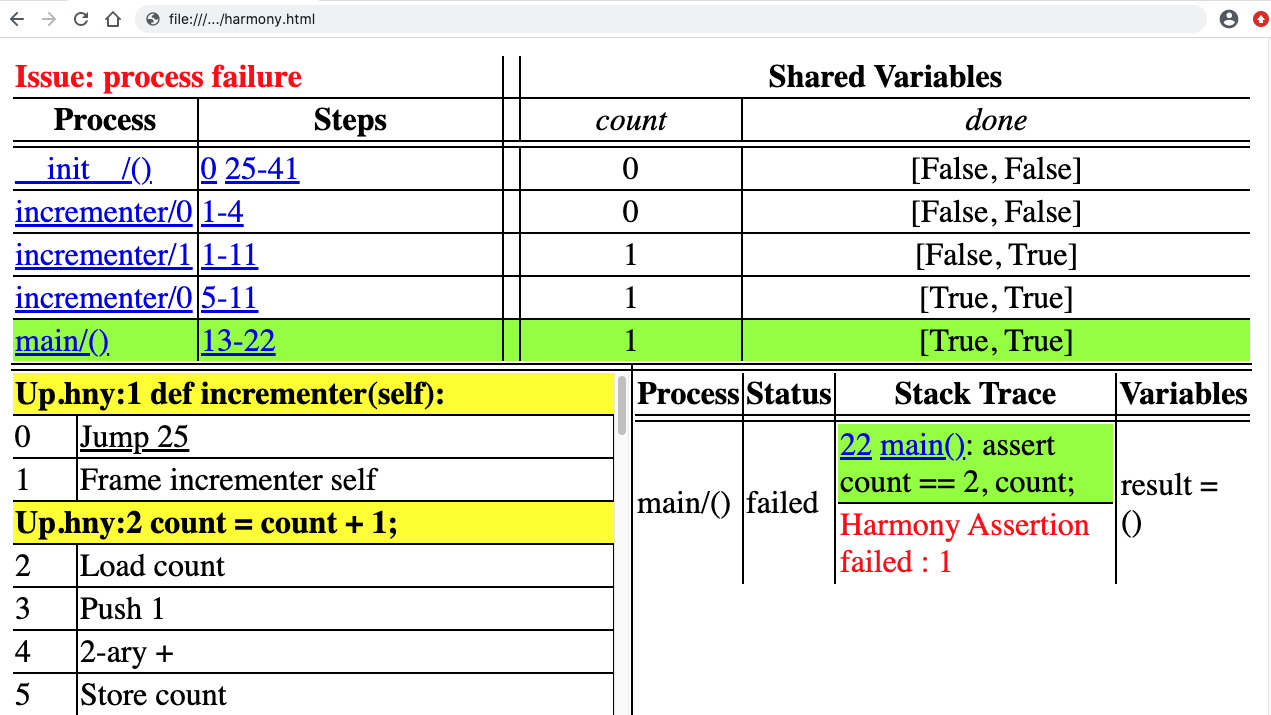 file:///.../harmony.html
Issue: process failure Shared Variables
Process Steps count done
__init__/() 0 25-41 0 [False, False]
incrementer/0 1-4 0 [False, False]
incrementer/1 1-11 1 [False, True]
incrementer/0 5-11 1 [True, True]
main/() 13-22 1 [True, True]
Up.hny:1 def incrementer(self):
0 Jump 25
1 Frame incrementer self
Up.hny:2 count = count + 1;
2 Load count
3 Push 1
4 2-ary +
5 Store count
Process Status Stack Trace Variables
main/() failed
22 main(): assert
count == 2, count;
Harmony Assertion
failed : 1
result =
()